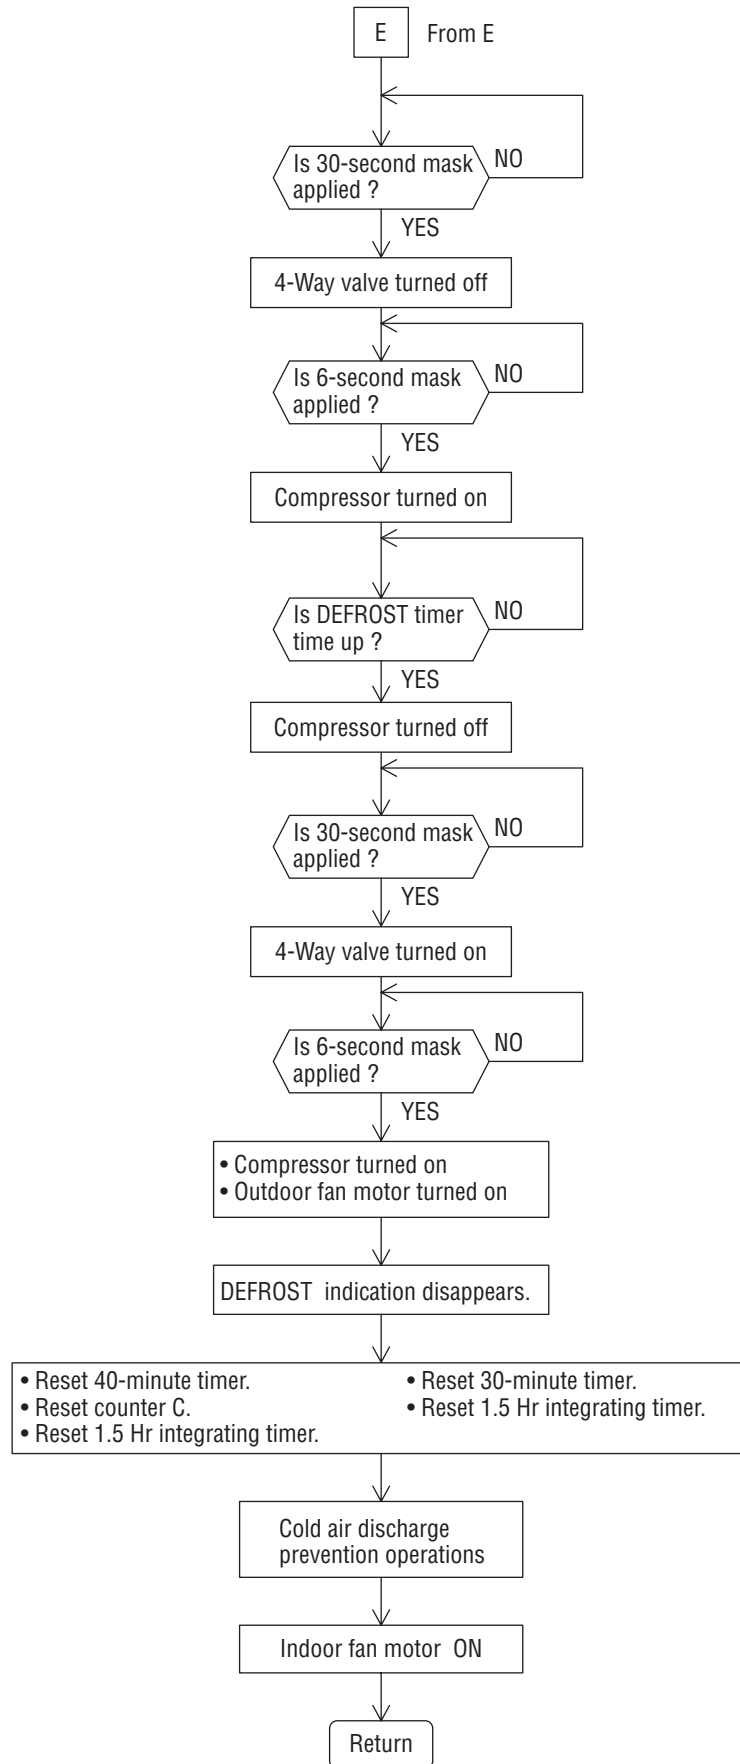 E From E
Is 30-second mask
applied ?
NO
YES
4-Way valve turned off
Is 6-second mask
applied ?
NO
YES
Compressor turned on
Is DEFROST timer
time up ?
NO
YES
Compressor turned off
Is 30-second mask
applied ?
NO
YES
4-Way valve turned on
Is 6-second mask
applied ?
NO
YES
• Compressor turned on
• Outdoor fan motor turned on
DEFROST indication disappears.
• Reset 40-minute timer.
• Reset counter C.
• Reset 1.5 Hr integrating timer.
• Reset 30-minute timer.
• Reset 1.5 Hr integrating timer.
Cold air discharge
prevention operations
Indoor fan motor ON
Return